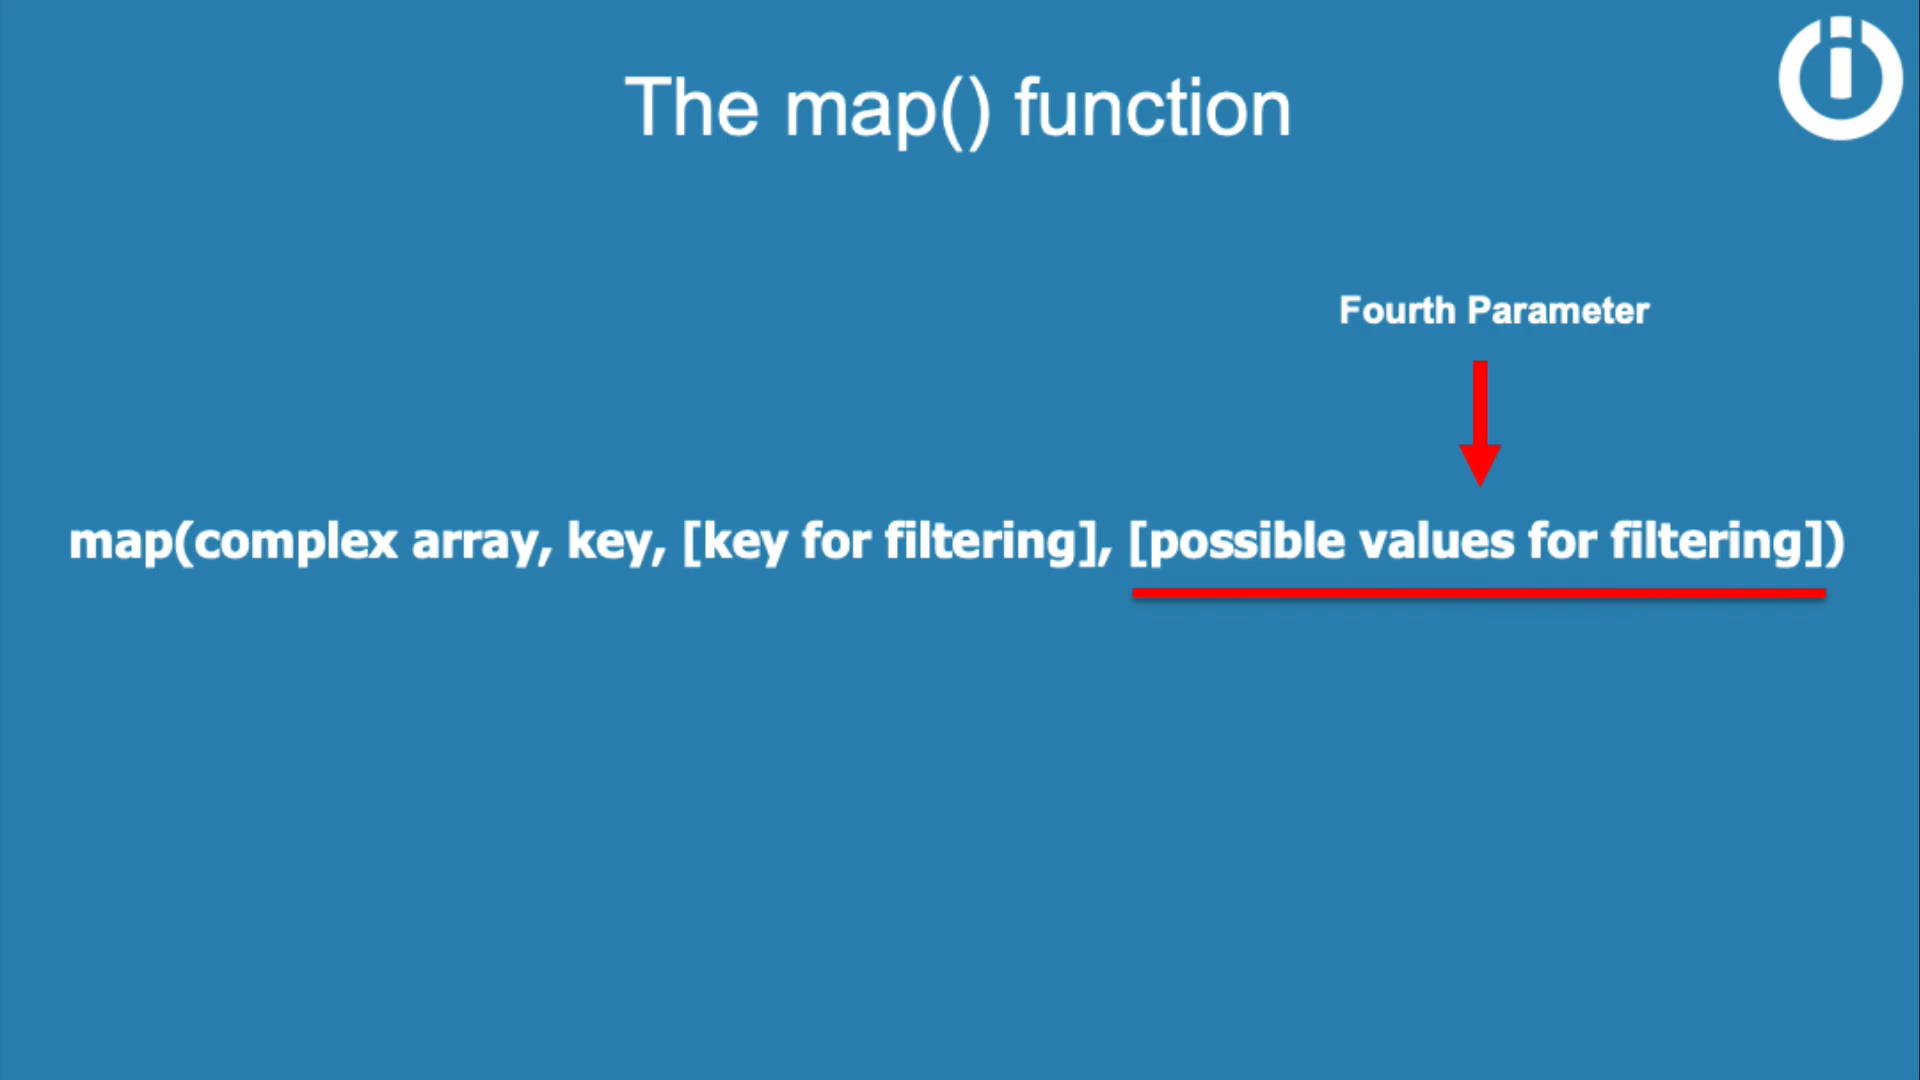 The map() function
Fourth Parameter
map(complex array, key, [key for filtering], [possible values for filtering])